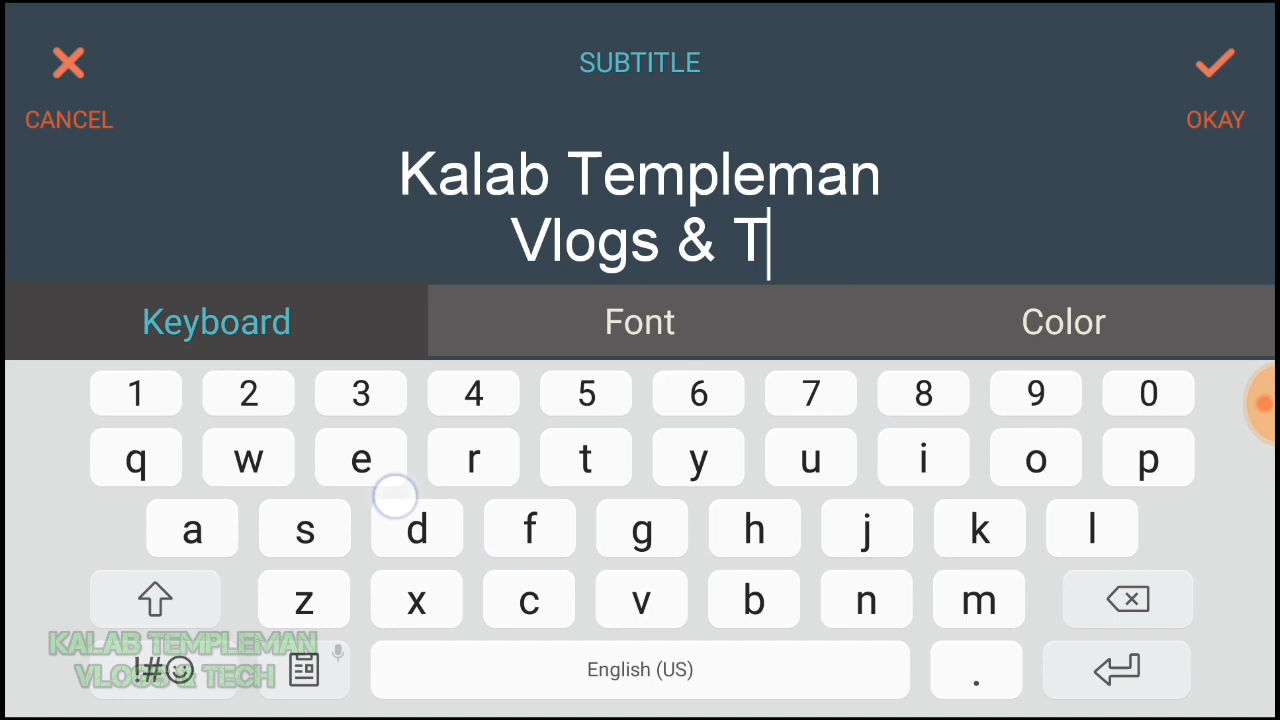 SUBTITLE
CANCEL
OKAY
Kalab Templeman
Vlogs & T
Keyboard Font Color
1 2 3 4 5 6 7 8 9 0
q w e r t y u i o p
a s d f g h j k l
z x c v b n m
KALAB TEMPLEMAN
VLOGS & TECH
!#☺ English (US) .